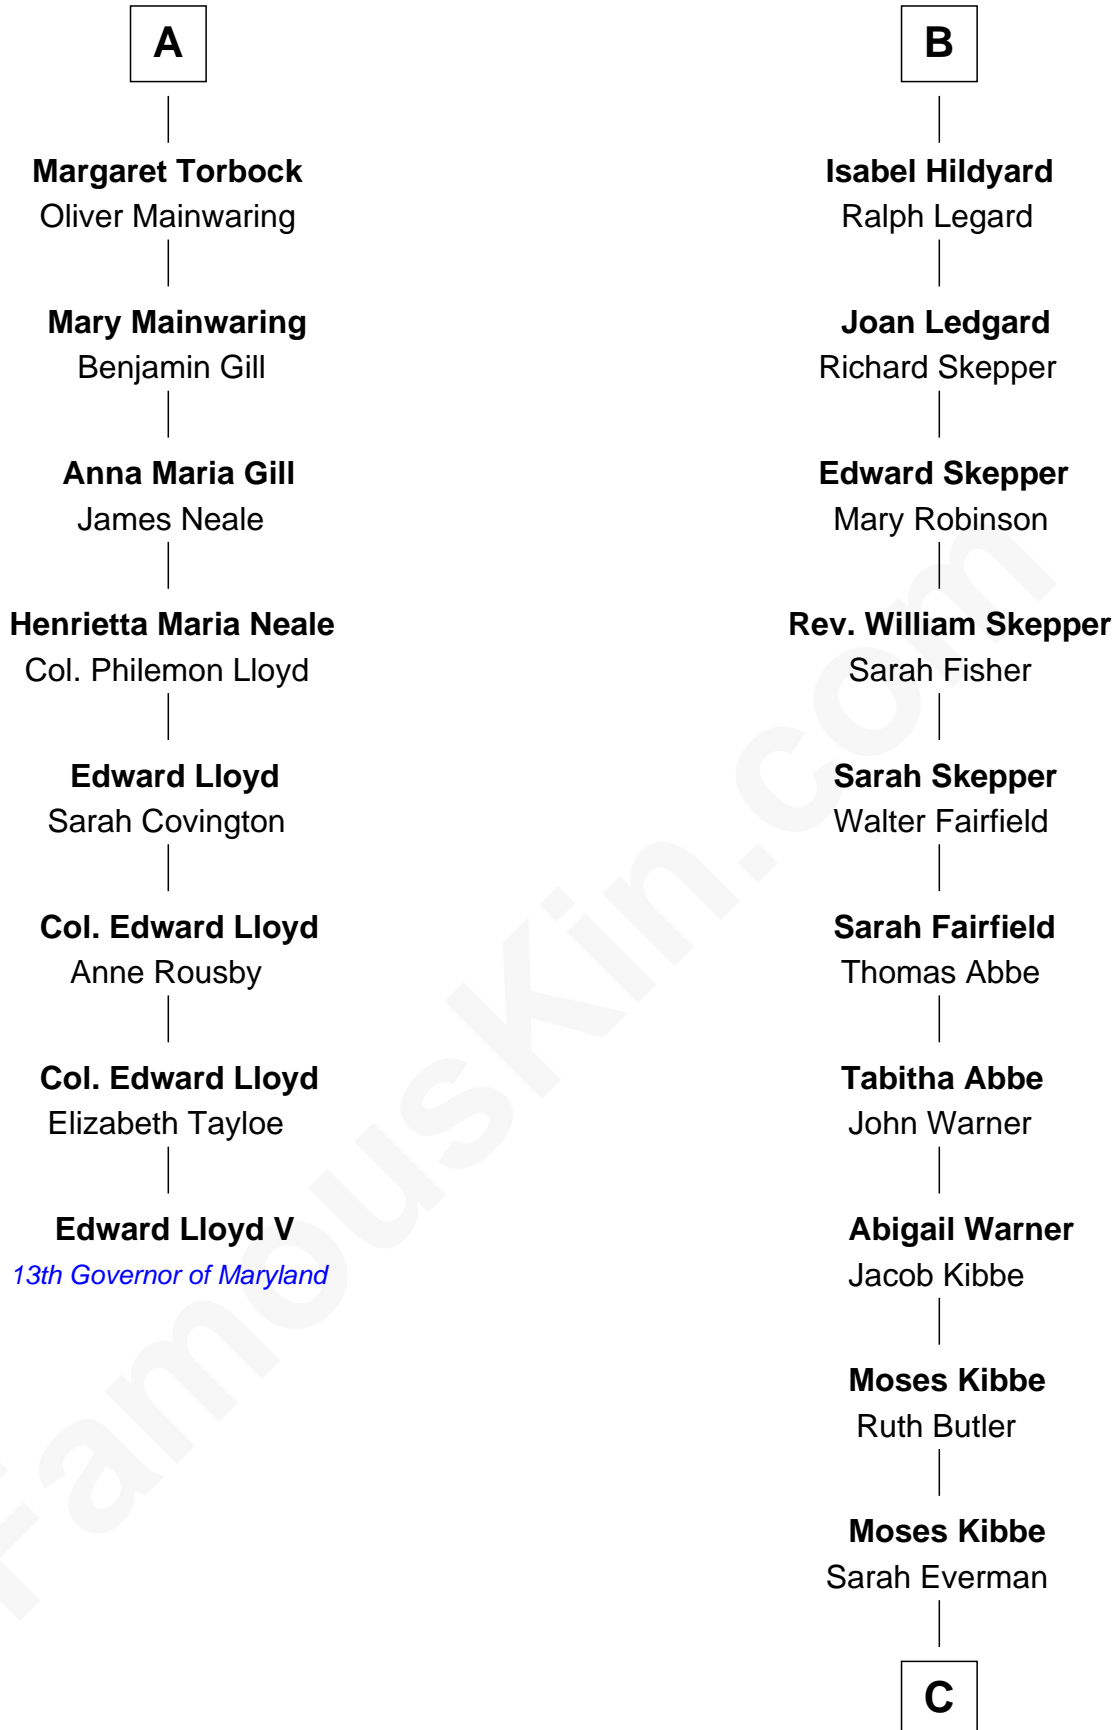 A
Margaret Torbock
Oliver Mainwaring
Mary Mainwaring
Benjamin Gill
Anna Maria Gill
James Neale
Henrietta Maria Neale
Col. Philemon Lloyd
Edward Lloyd
Sarah Covington
Col. Edward Lloyd
Anne Rousby
Col. Edward Lloyd
Elizabeth Tayloe
Edward Lloyd V
13th Governor of Maryland
B
Isabel Hildyard
Ralph Legard
Joan Ledgard
Richard Skepper
Edward Skepper
Mary Robinson
Rev. William Skepper
Sarah Fisher
Sarah Skepper
Walter Fairfield
Sarah Fairfield
Thomas Abbe
Tabitha Abbe
John Warner
Abigail Warner
Jacob Kibbe
Moses Kibbe
Ruth Butler
Moses Kibbe
Sarah Everman
C
FamousKin.com